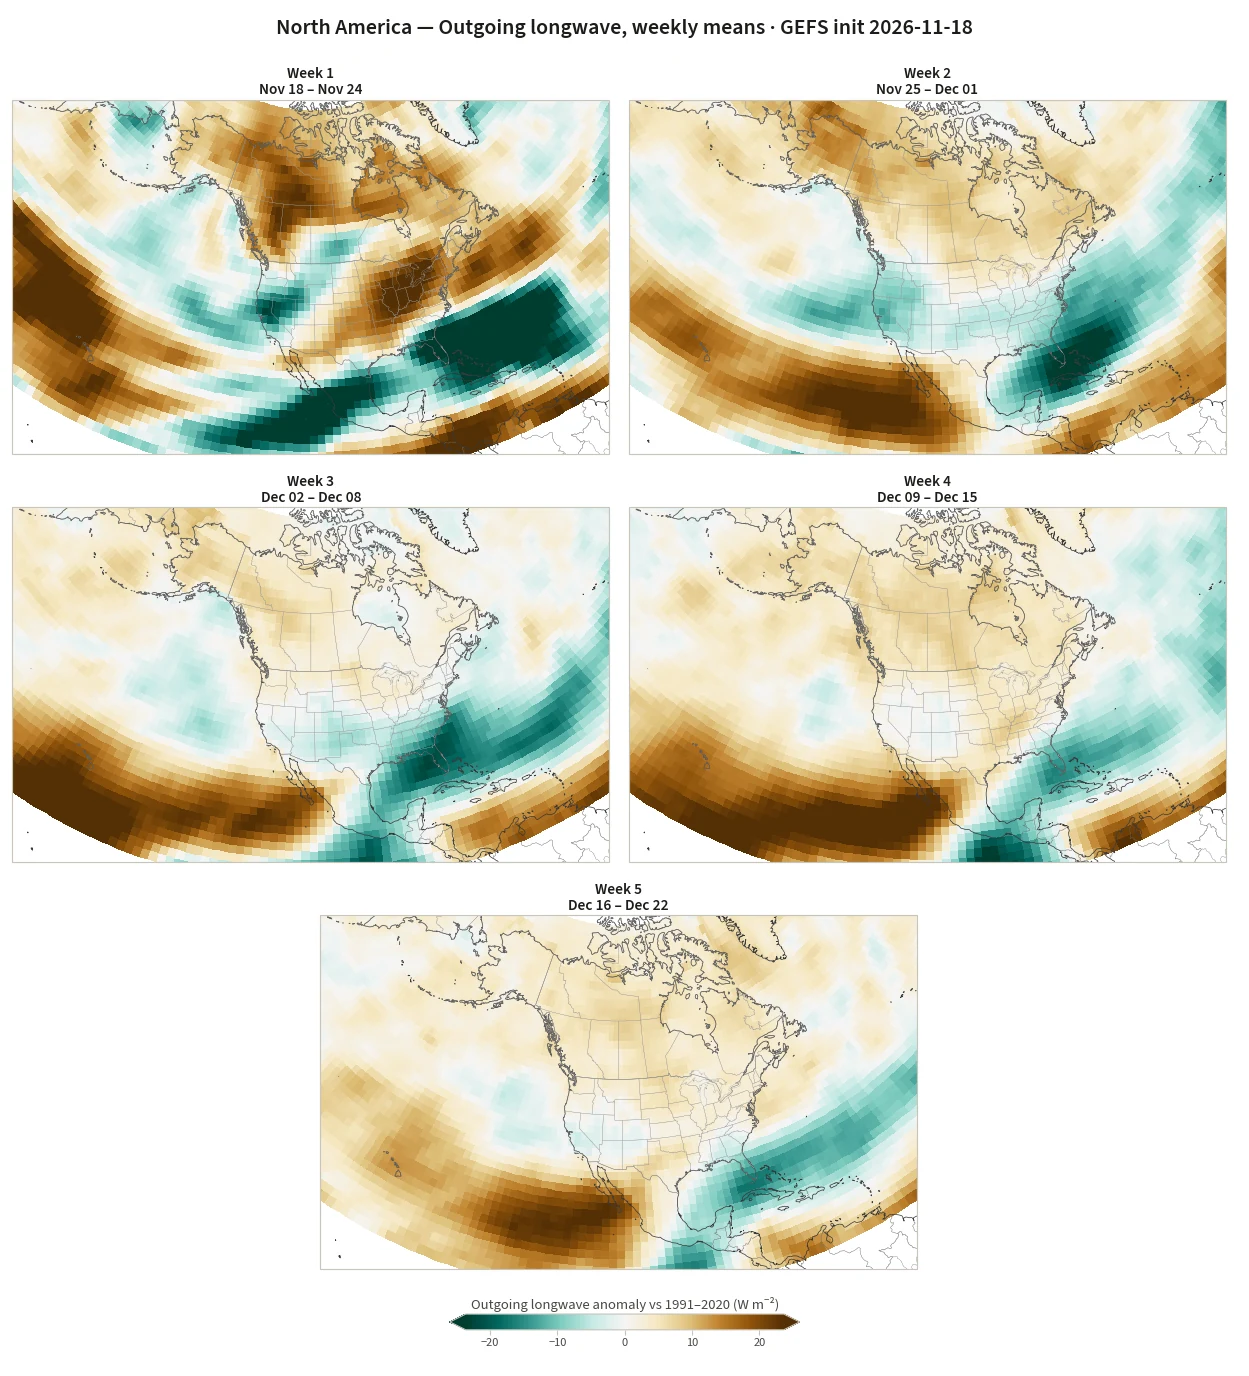 North America — Outgoing longwave, weekly means · GEFS init 2026-11-18
Week 1
Nov 18 – Nov 24
Week 2
Nov 25 – Dec 01
Week 3
Dec 02 – Dec 08
Week 4
Dec 09 – Dec 15
Week 5
Dec 16 – Dec 22
Outgoing longwave anomaly vs 1991–2020 (W m⁻²)
−20 −10 0 10 20